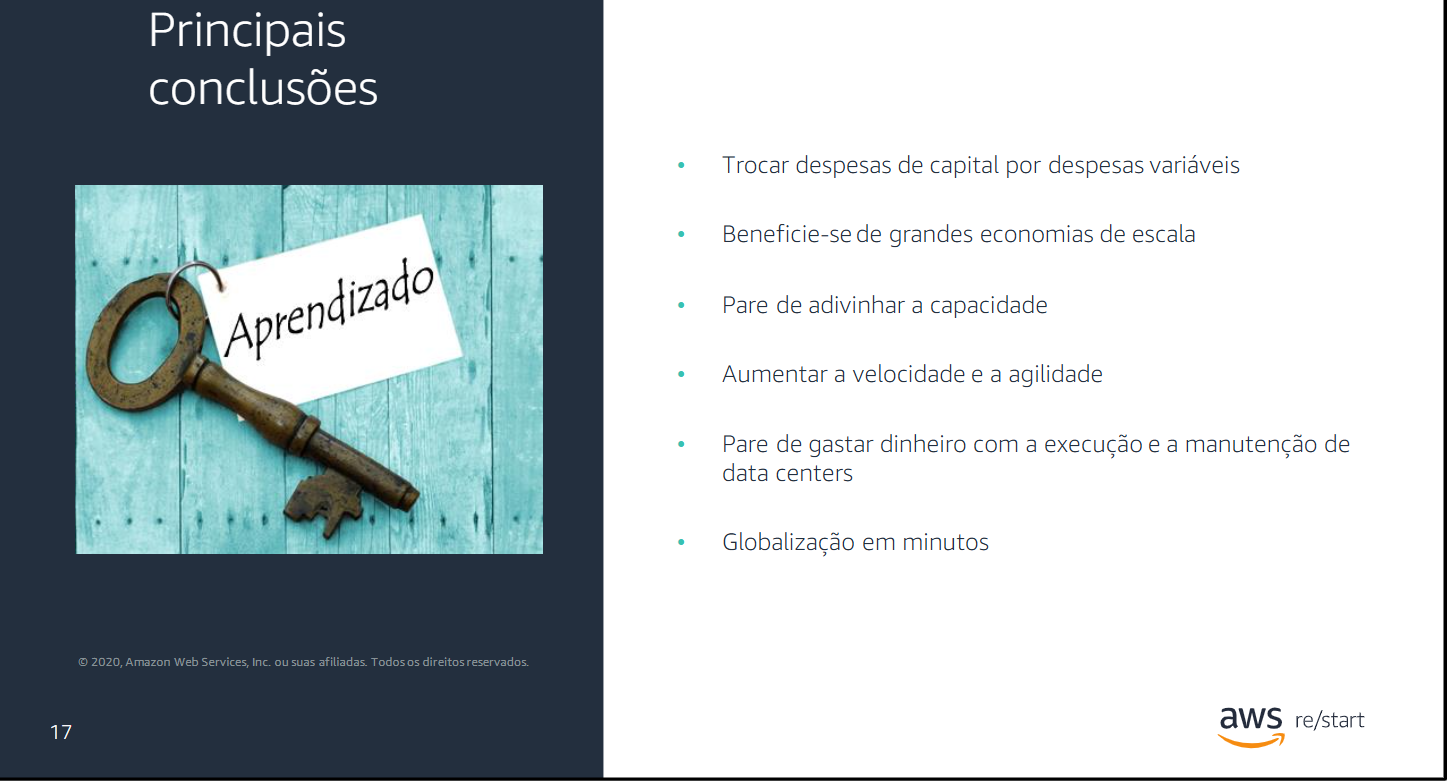 Principais
conclusões
Aprendizado
© 2020, Amazon Web Services, Inc. ou suas afiliadas. Todos os direitos reservados.
17
• Trocar despesas de capital por despesas variáveis
• Beneficie-se de grandes economias de escala
• Pare de adivinhar a capacidade
• Aumentar a velocidade e a agilidade
• Pare de gastar dinheiro com a execução e a manutenção de
data centers
• Globalização em minutos
aws re/start